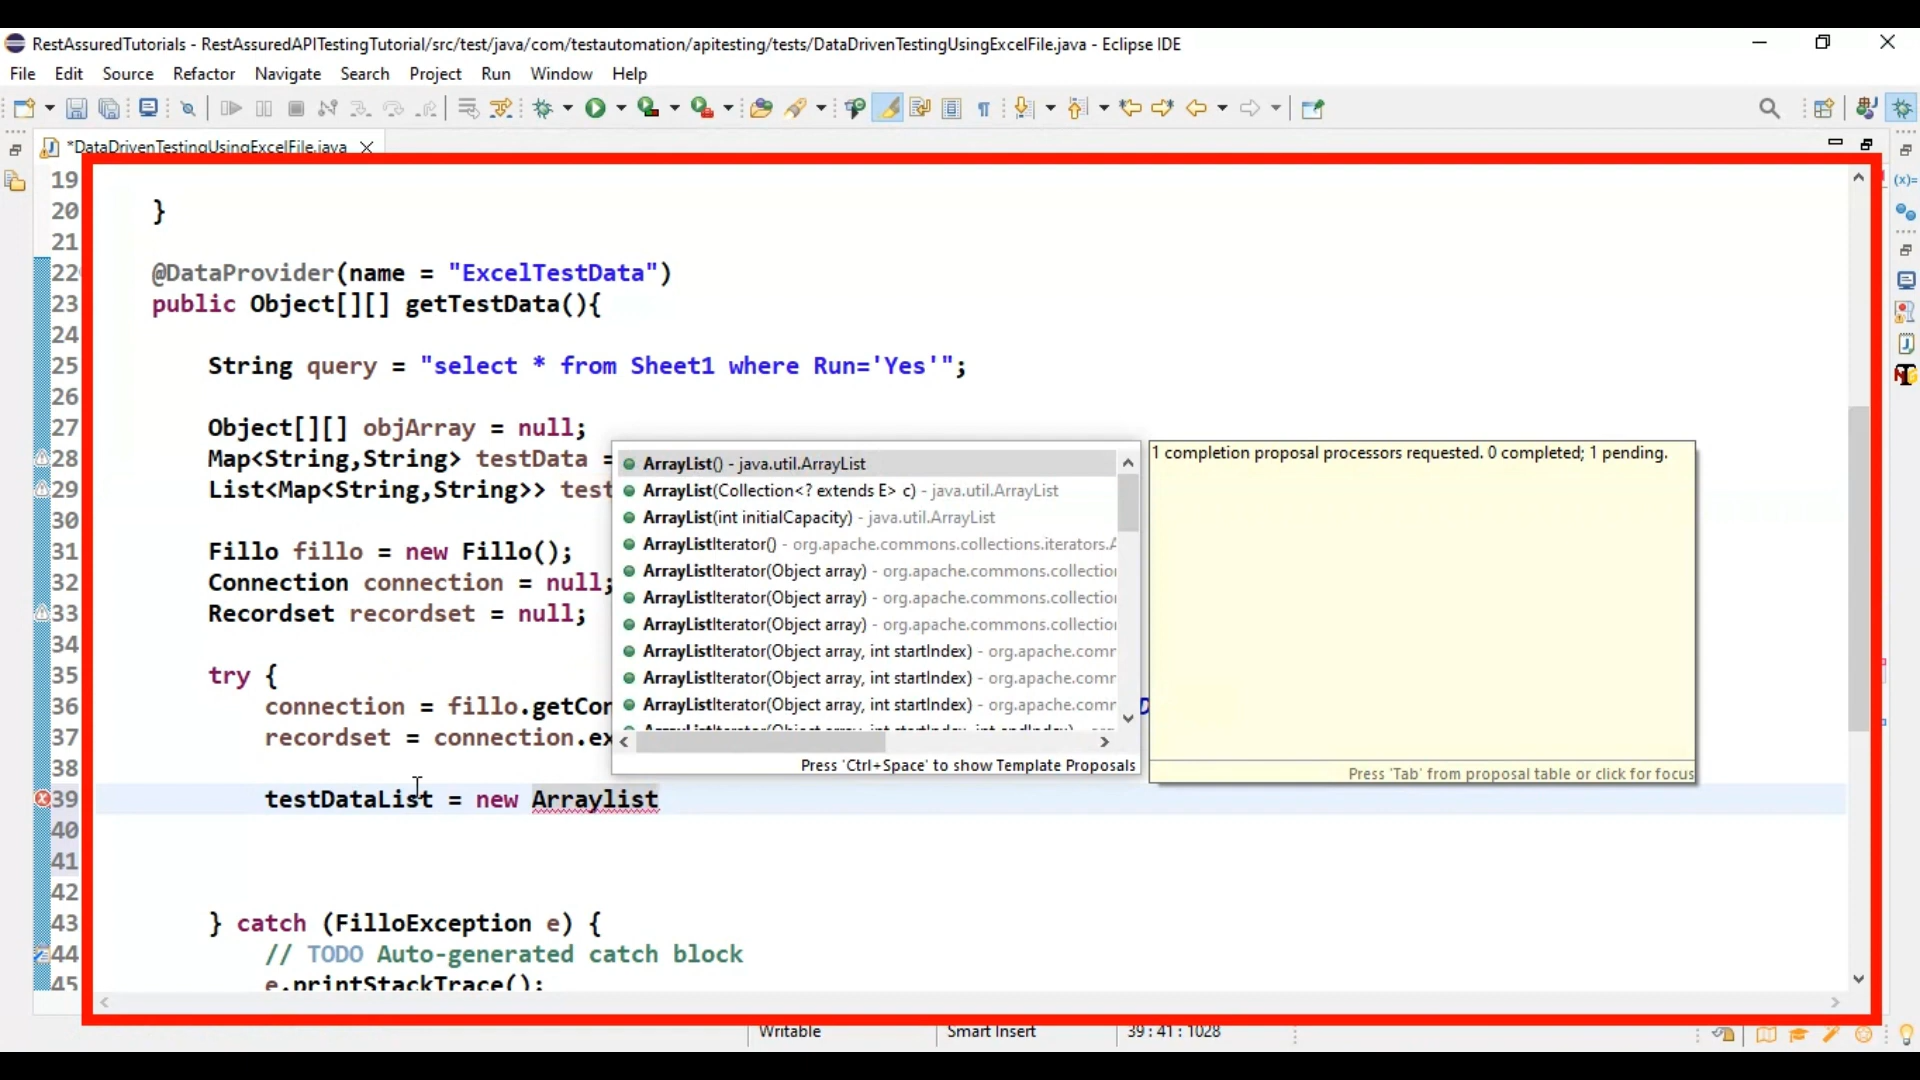 RestAssuredTutorials - RestAssuredAPITestingTutorial/src/test/java/com/testautomation/apitesting/tests/DataDrivenTestingUsingExcelFile.java - Eclipse IDE
File Edit Source Refactor Navigate Search Project Run Window Help
*DataDrivenTestingUsingExcelFile.java
19
20 }
21
22 @DataProvider(name = "ExcelTestData")
23 public Object[][] getTestData(){
24
25 String query = "select * from Sheet1 where Run='Yes'";
26
27 Object[][] objArray = null;
28 Map<String,String> testData =
29 List<Map<String,String>> test
30
31 Fillo fillo = new Fillo();
32 Connection connection = null;
33 Recordset recordset = null;
34
35 try {
36 connection = fillo.getCon
37 recordset = connection.ex
38
39 testDataList = new Arraylist
40
41
42
43 } catch (FilloException e) {
44 // TODO Auto-generated catch block
45 e.printStackTrace();
ArrayList() - java.util.ArrayList
ArrayList(Collection<? extends E> c) - java.util.ArrayList
ArrayList(int initialCapacity) - java.util.ArrayList
ArrayListIterator() - org.apache.commons.collections.iterators.A
ArrayListIterator(Object array) - org.apache.commons.collection
ArrayListIterator(Object array) - org.apache.commons.collection
ArrayListIterator(Object array) - org.apache.commons.collection
ArrayListIterator(Object array, int startIndex) - org.apache.comm
ArrayListIterator(Object array, int startIndex) - org.apache.comm
ArrayListIterator(Object array, int startIndex) - org.apache.comm
Press 'Ctrl+Space' to show Template Proposals
1 completion proposal processors requested. 0 completed; 1 pending.
Press 'Tab' from proposal table or click for focus
Writable Smart Insert 39 : 41 : 1028